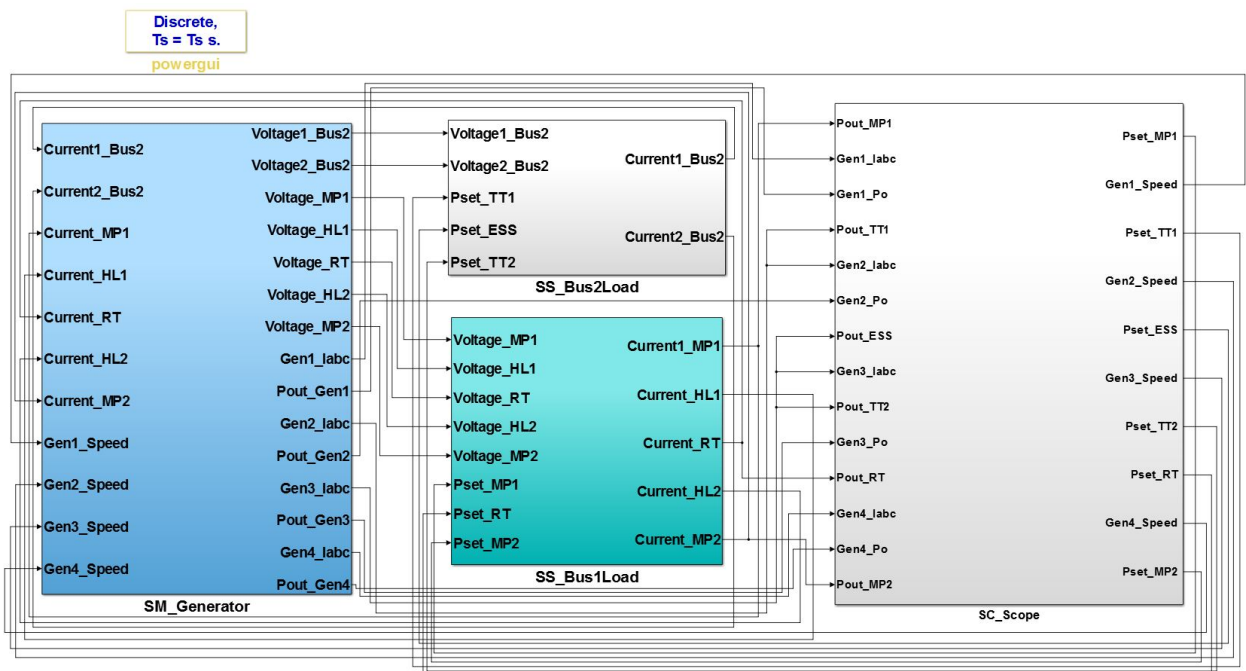 Discrete,
Ts = Ts s.
powergui
Current1_Bus2
Current2_Bus2
Current_MP1
Current_HL1
Current_RT
Current_HL2
Current_MP2
Gen1_Speed
Gen2_Speed
Gen3_Speed
Gen4_Speed
Voltage1_Bus2
Voltage2_Bus2
Voltage_MP1
Voltage_HL1
Voltage_RT
Voltage_HL2
Voltage_MP2
Gen1_Iabc
Pout_Gen1
Gen2_Iabc
Pout_Gen2
Gen3_Iabc
Pout_Gen3
Gen4_Iabc
Pout_Gen4
SM_Generator
Voltage1_Bus2
Voltage2_Bus2
Pset_TT1
Pset_ESS
Pset_TT2
Current1_Bus2
Current2_Bus2
SS_Bus2Load
Voltage_MP1
Voltage_HL1
Voltage_RT
Voltage_HL2
Voltage_MP2
Pset_MP1
Pset_RT
Pset_MP2
Current1_MP1
Current_HL1
Current_RT
Current_HL2
Current_MP2
SS_Bus1Load
Pout_MP1
Gen1_Iabc
Gen1_Po
Pout_TT1
Gen2_Iabc
Gen2_Po
Pout_ESS
Gen3_Iabc
Pout_TT2
Gen3_Po
Pout_RT
Gen4_Iabc
Gen4_Po
Pout_MP2
Pset_MP1
Gen1_Speed
Pset_TT1
Gen2_Speed
Pset_ESS
Gen3_Speed
Pset_TT2
Pset_RT
Gen4_Speed
Pset_MP2
SC_Scope